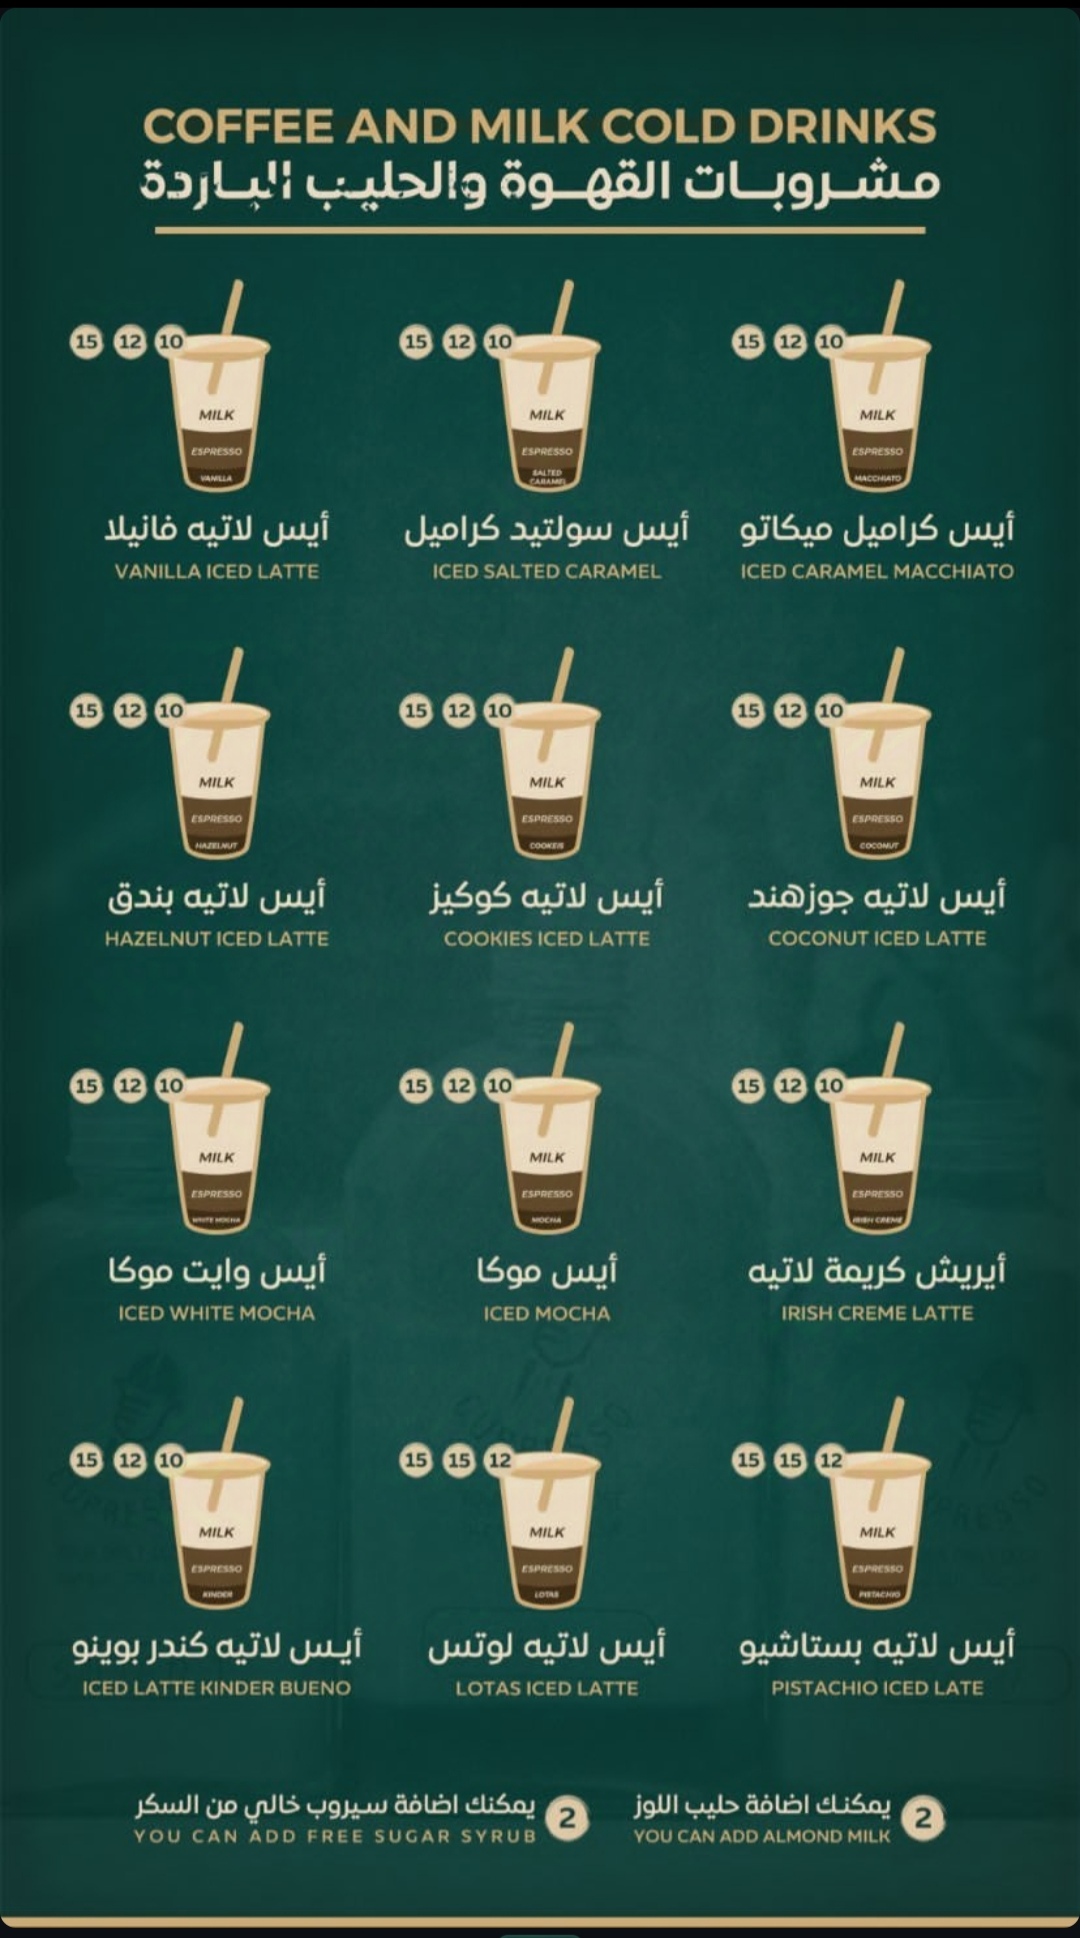 COFFEE AND MILK COLD DRINKS
مشروبات القهوة والحليب الباردة
15 12 10
MILK
ESPRESSO
VANILLA
أيس لاتيه فانيلا
VANILLA ICED LATTE
15 12 10
MILK
ESPRESSO
SALTED
CARAMEL
أيس سولتيد كراميل
ICED SALTED CARAMEL
15 12 10
MILK
ESPRESSO
MACCHIATO
أيس كراميل ميكاتو
ICED CARAMEL MACCHIATO
15 12 10
MILK
ESPRESSO
HAZELNUT
أيس لاتيه بندق
HAZELNUT ICED LATTE
15 12 10
MILK
ESPRESSO
COOKEIS
أيس لاتيه كوكيز
COOKIES ICED LATTE
15 12 10
MILK
ESPRESSO
COCONUT
أيس لاتيه جوزهند
COCONUT ICED LATTE
15 12 10
MILK
ESPRESSO
WHITE MOCHA
أيس وايت موكا
ICED WHITE MOCHA
15 12 10
MILK
ESPRESSO
MOCHA
أيس موكا
ICED MOCHA
15 12 10
MILK
ESPRESSO
IRISH CREME
أيريش كريمة لاتيه
IRISH CREME LATTE
15 12 10
MILK
ESPRESSO
KINDER
أيس لاتيه كندر بوينو
ICED LATTE KINDER BUENO
15 15 12
MILK
ESPRESSO
LOTAS
أيس لاتيه لوتس
LOTAS ICED LATTE
15 15 12
MILK
ESPRESSO
PISTACHIO
أيس لاتيه بستاشيو
PISTACHIO ICED LATE
يمكنك اضافة سيروب خالي من السكر 2
YOU CAN ADD FREE SUGAR SYRUB
يمكنك اضافة حليب اللوز 2
YOU CAN ADD ALMOND MILK